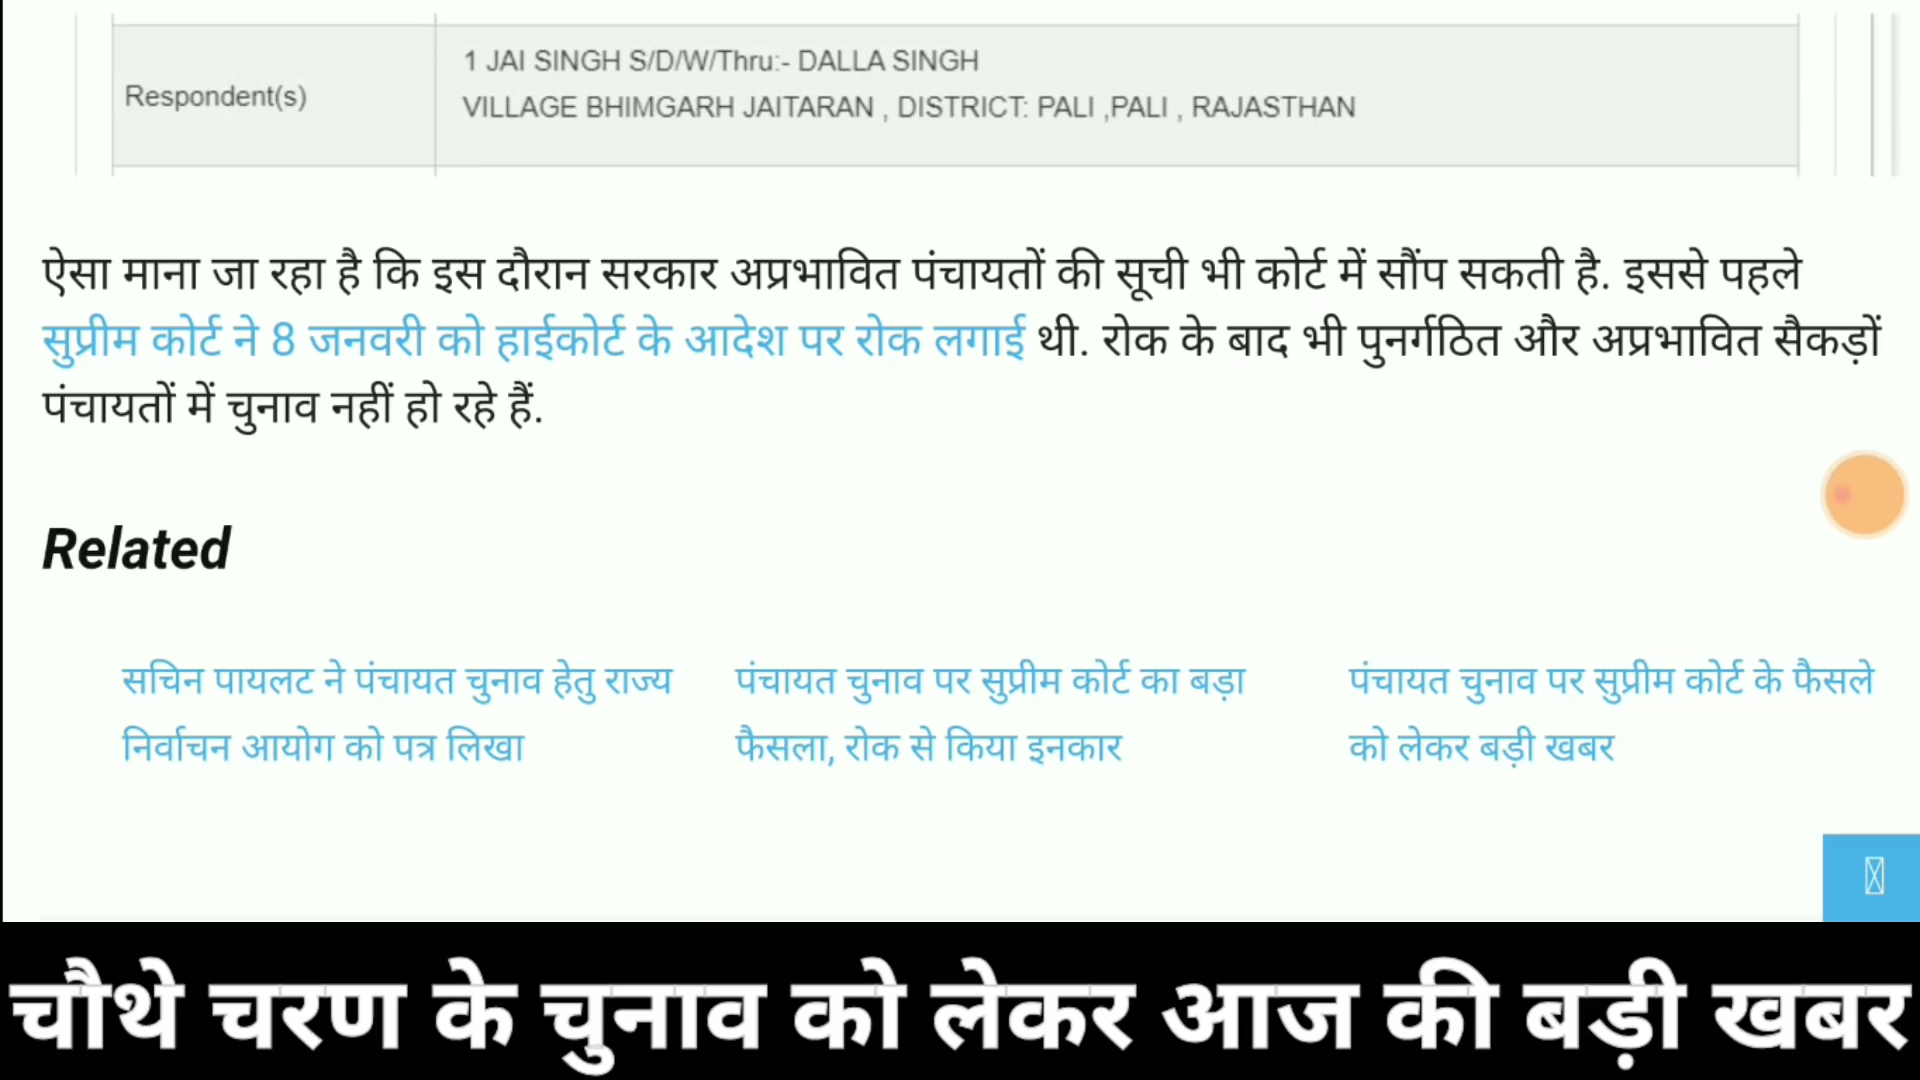 Respondent(s)
1 JAI SINGH S/D/W/Thru:- DALLA SINGH
VILLAGE BHIMGARH JAITARAN , DISTRICT: PALI ,PALI , RAJASTHAN
ऐसा माना जा रहा है कि इस दौरान सरकार अप्रभावित पंचायतों की सूची भी कोर्ट में सौंप सकती है. इससे पहले
सुप्रीम कोर्ट ने 8 जनवरी को हाईकोर्ट के आदेश पर रोक लगाई थी. रोक के बाद भी पुनर्गठित और अप्रभावित सैकड़ों
पंचायतों में चुनाव नहीं हो रहे हैं.
Related
सचिन पायलट ने पंचायत चुनाव हेतु राज्य
निर्वाचन आयोग को पत्र लिखा
पंचायत चुनाव पर सुप्रीम कोर्ट का बड़ा
फैसला, रोक से किया इनकार
पंचायत चुनाव पर सुप्रीम कोर्ट के फैसले
को लेकर बड़ी खबर
चौथे चरण के चुनाव को लेकर आज की बड़ी खबर